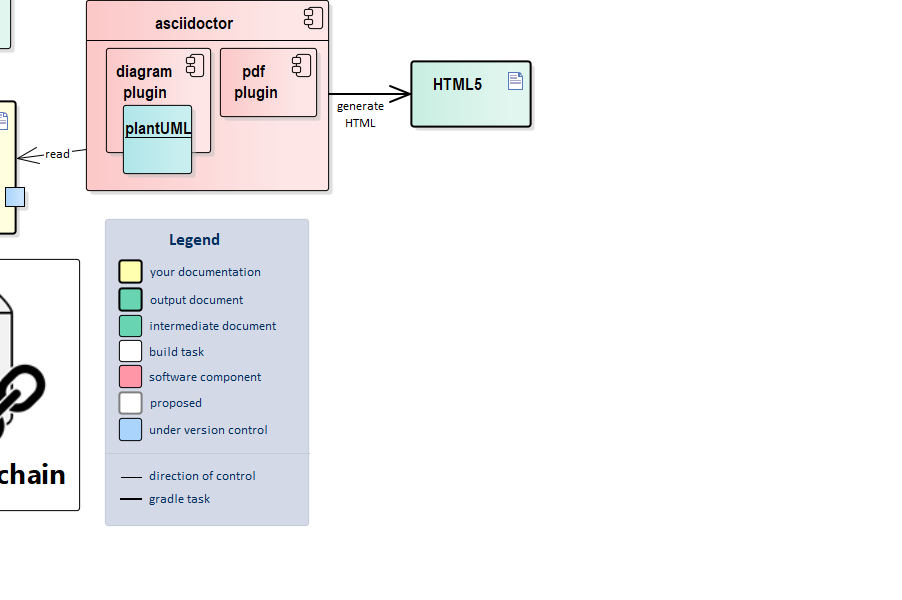 asciidoctor
diagram
plugin
pdf
plugin
plantUML
HTML5
generate
HTML
read
Legend
your documentation
output document
intermediate document
build task
software component
proposed
under version control
direction of control
gradle task
chain